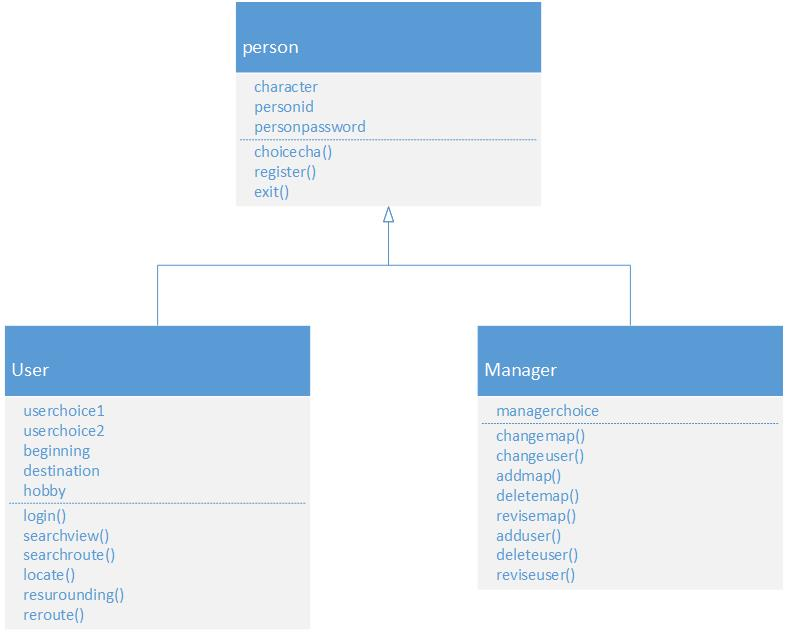 person
character
personid
personpassword
choicecha()
register()
exit()
User
userchoice1
userchoice2
beginning
destination
hobby
login()
searchview()
searchroute()
locate()
resurounding()
reroute()
Manager
managerchoice
changemap()
changeuser()
addmap()
deletemap()
revisemap()
adduser()
deleteuser()
reviseuser()